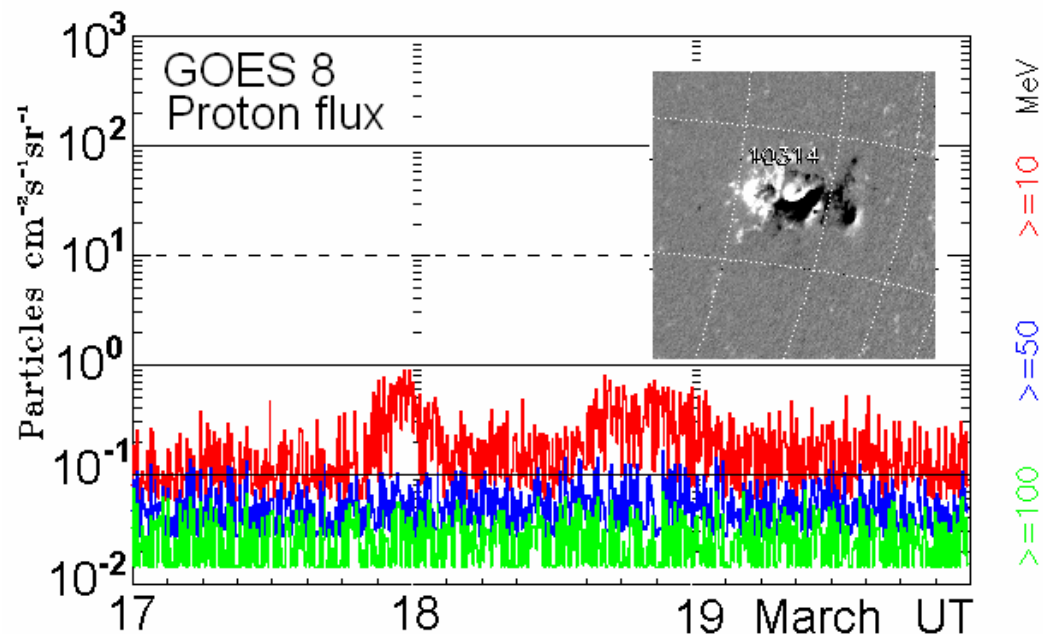 10³
GOES 8
Proton flux
10²
10314
10¹
10⁰
10⁻¹
10⁻²
17 18 19 March UT
Particles cm⁻²s⁻¹sr⁻¹
MeV
>=10
>=50
>=100